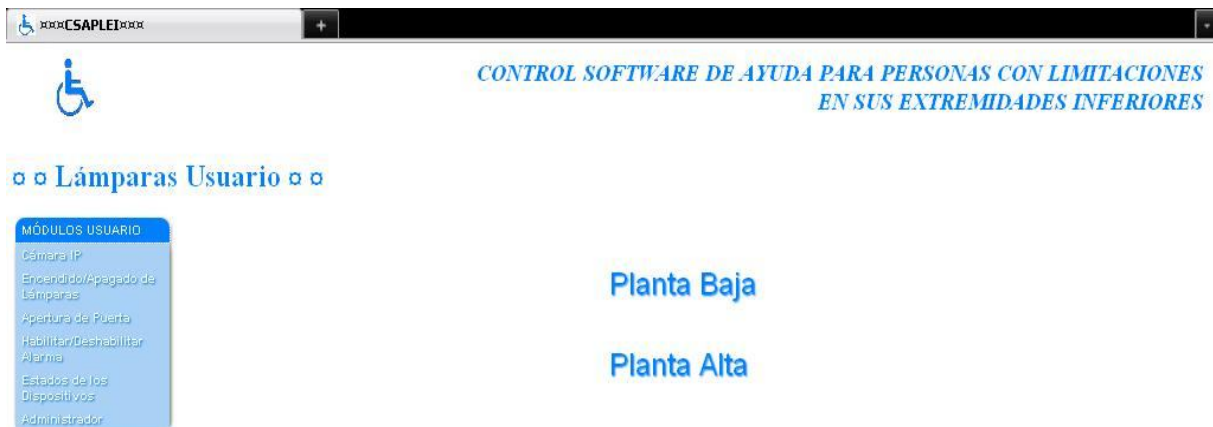 ¤¤¤CSAPLEI¤¤¤
+
CONTROL SOFTWARE DE AYUDA PARA PERSONAS CON LIMITACIONES
EN SUS EXTREMIDADES INFERIORES
¤ ¤ Lámparas Usuario ¤ ¤
MÓDULOS USUARIO
Cámara IP
Encendido/Apagado de
Lámparas
Apertura de Puerta
Habilitar/Deshabilitar
Alarma
Estados de los
Dispositivos
Administrador
Planta Baja
Planta Alta